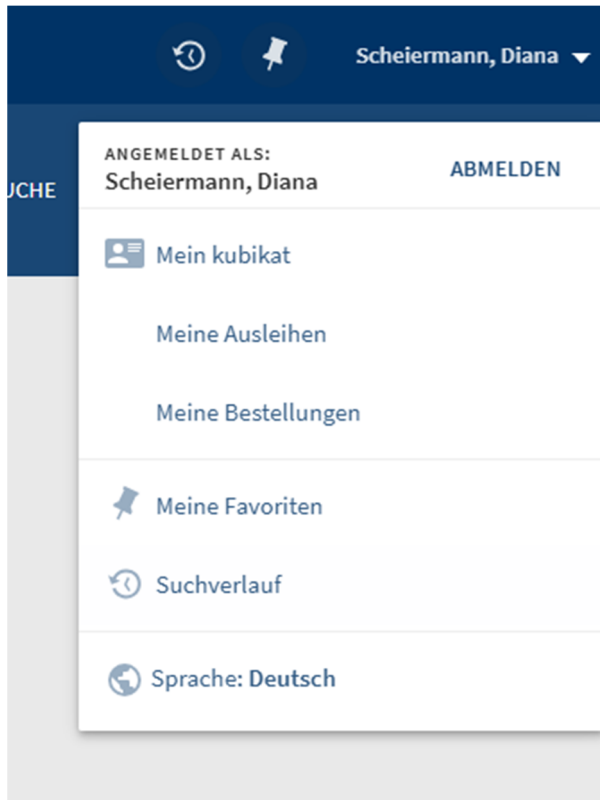 Scheiermann, Diana
UCHE
ANGEMELDET ALS:
Scheiermann, Diana
ABMELDEN
Mein kubikat
Meine Ausleihen
Meine Bestellungen
Meine Favoriten
Suchverlauf
Sprache: Deutsch